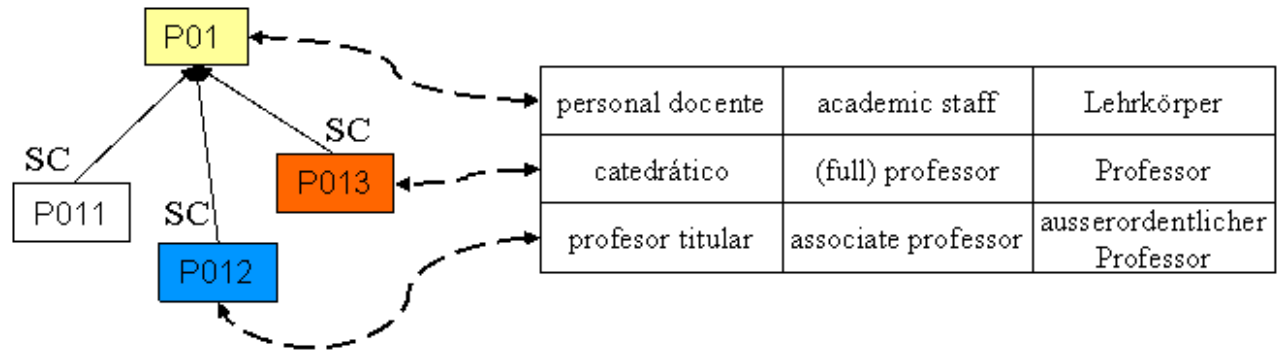 P01
SC
SC
P011
P013
SC
P012
personal docente academic staff Lehrkörper
catedrático (full) professor Professor
profesor titular associate professor ausserordentlicher
Professor